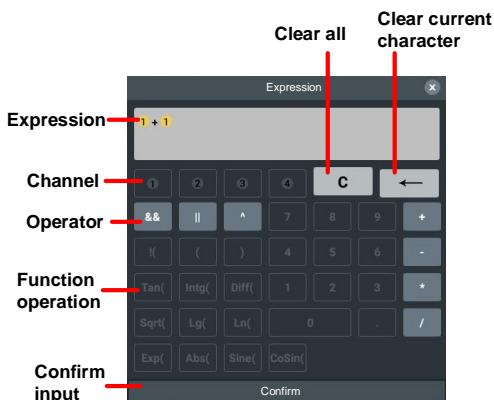 Clear all
Clear current
character
Expression
Expression
1 + 1
Channel
1 2 3 4 C ←
Operator
&& || ^ 7 8 9 +
!( ( ) 4 5 6 -
Function
operation
Tan( Intg( Diff( 1 2 3 *
Sqrt( Lg( Ln( 0 . /
Exp( Abs( Sine( CoSin(
Confirm
input
Confirm